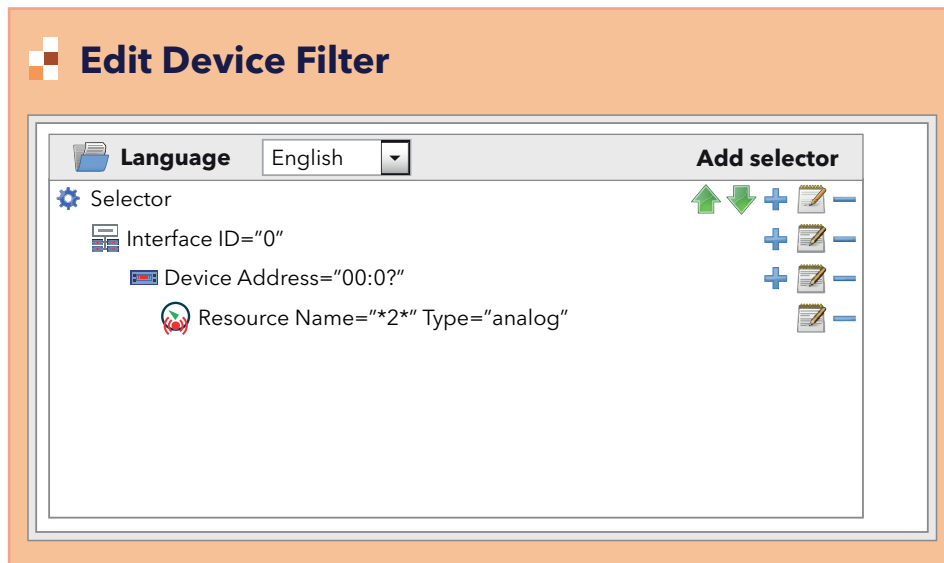 Edit Device Filter
Language English Add selector
Selector
Interface ID="0"
Device Address="00:0?"
Resource Name="*2*" Type="analog"